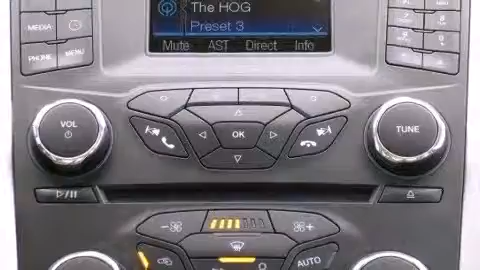 The HOG
Preset 3
Mute AST Direct Info
MEDIA
PHONE MENU
VOL
OK
TUNE
AUTO